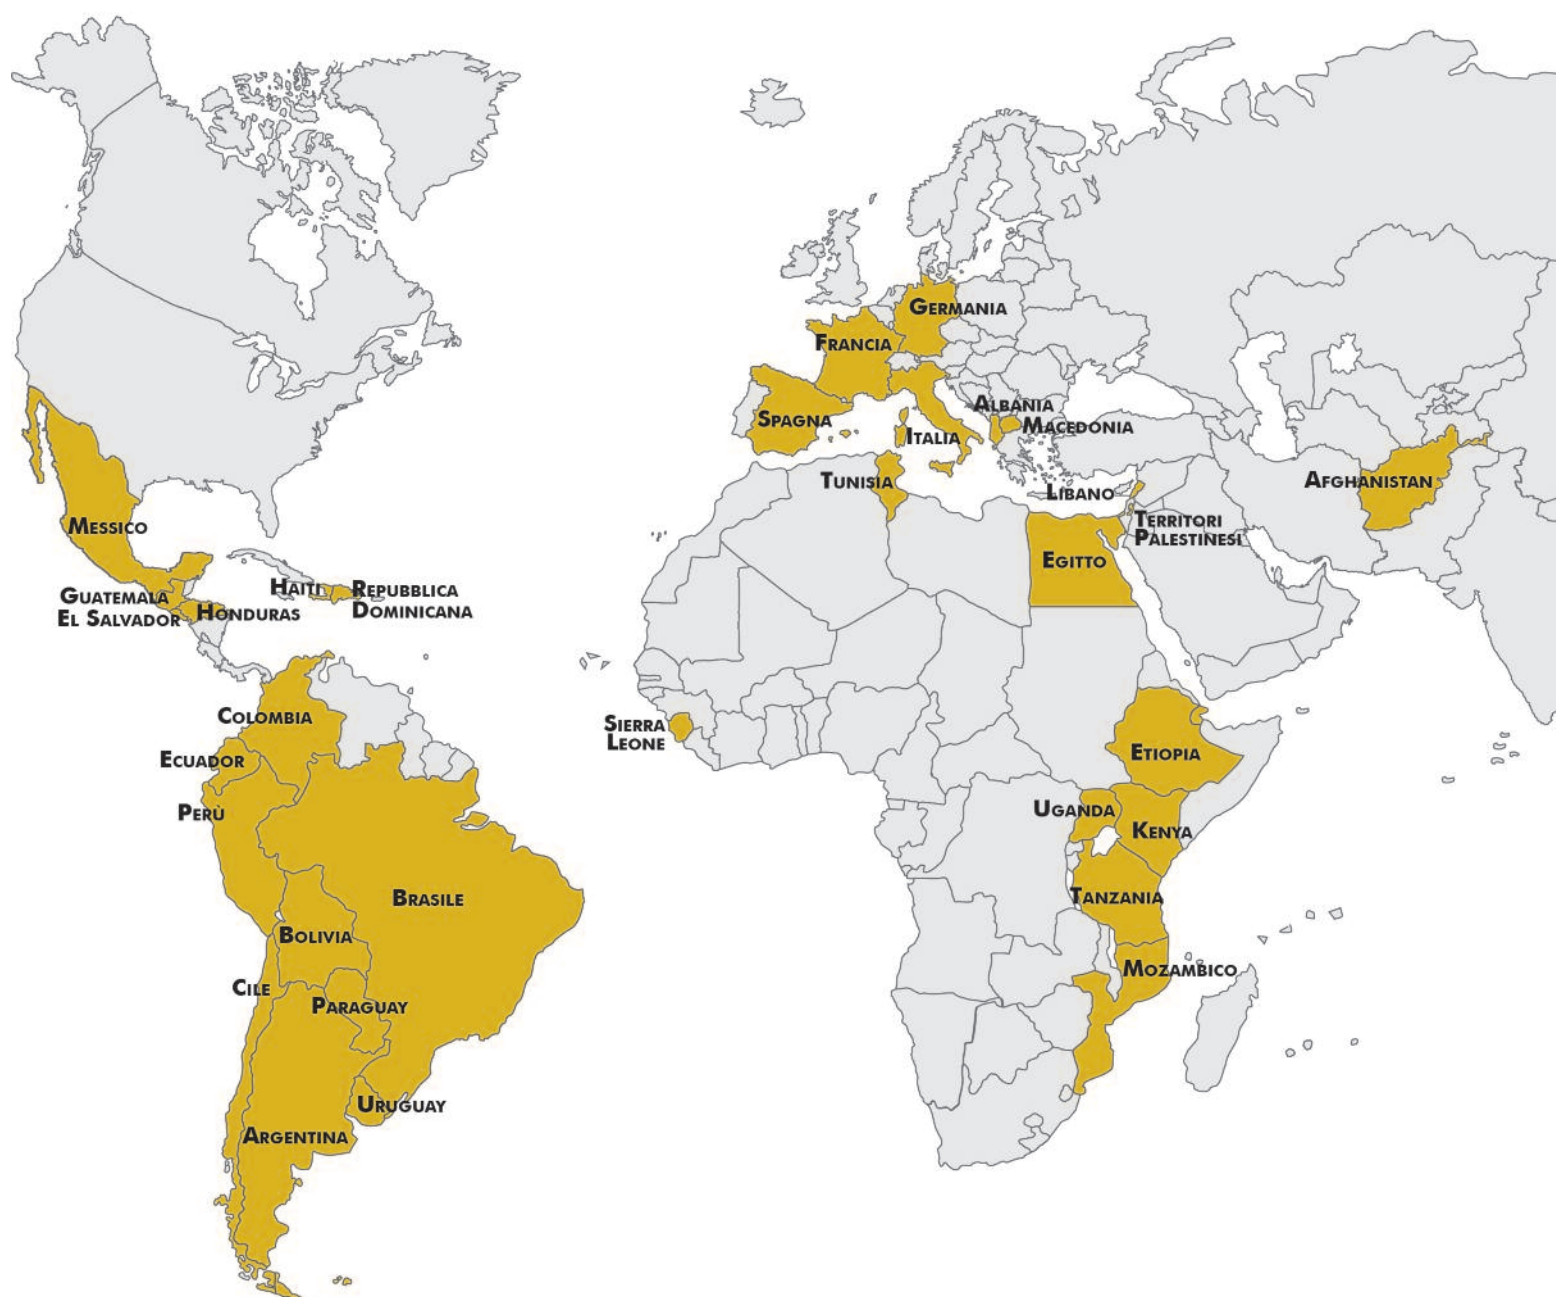 Germania
Francia
Albania
Spagna
Macedonia
Italia
Tunisia
Afghanistan
Libano
Territori
Palestinesi
Messico
Egitto
Haiti
Repubblica
Dominicana
Guatemala
El Salvador
Honduras
Colombia
Sierra
Leone
Ecuador
Etiopia
Perù
Uganda
Kenya
Brasile
Tanzania
Bolivia
Mozambico
Cile
Paraguay
Uruguay
Argentina